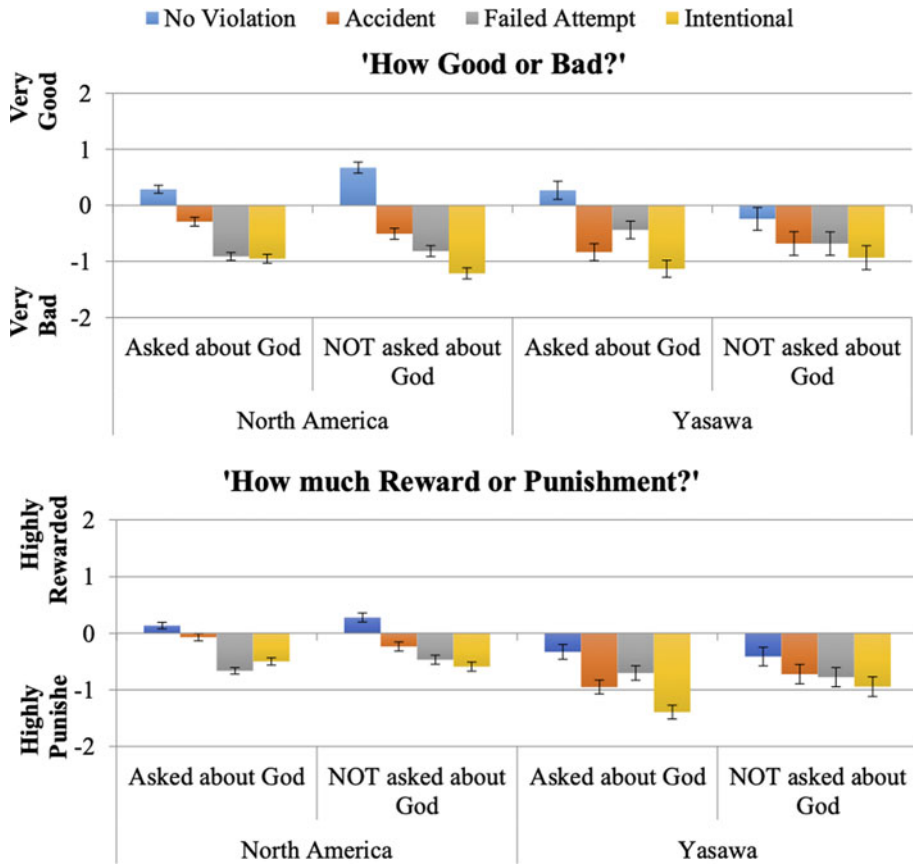 No Violation Accident Failed Attempt Intentional
'How Good or Bad?'
Very Good
Very Bad
2
1
0
-1
-2
Asked about God NOT asked about God Asked about God NOT asked about God
North America Yasawa
'How much Reward or Punishment?'
Highly Rewarded
Highly Punishe
2
1
0
-1
-2
Asked about God NOT asked about God Asked about God NOT asked about God
North America Yasawa